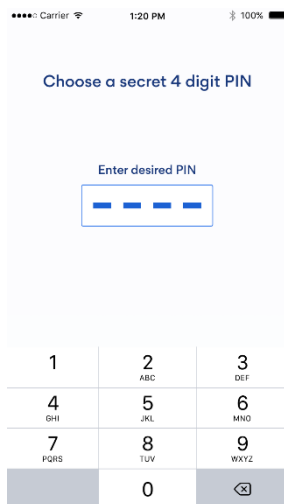 Carrier 1:20 PM 100%
Choose a secret 4 digit PIN
Enter desired PIN
1 2 3
ABC DEF
4 5 6
GHI JKL MNO
7 8 9
PQRS TUV WXYZ
0